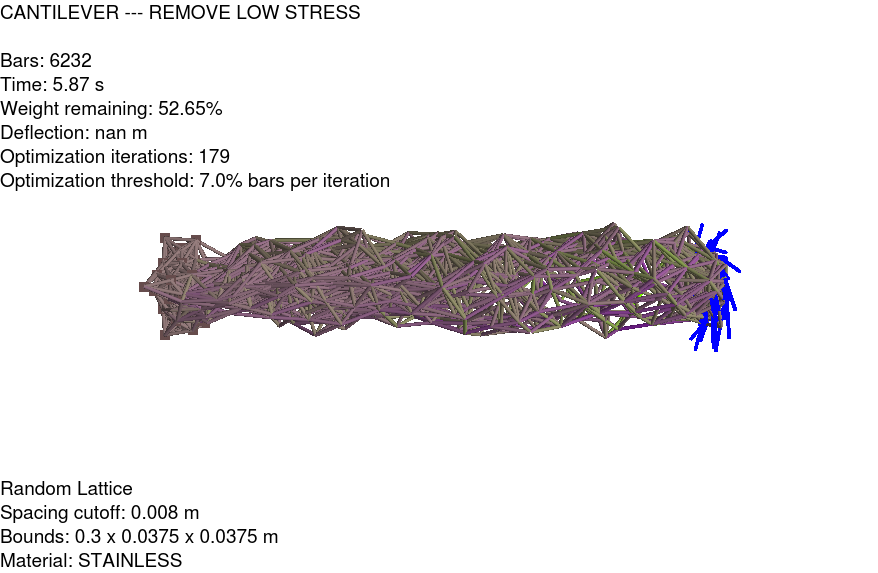 CANTILEVER --- REMOVE LOW STRESS
Bars: 6232
Time: 5.87 s
Weight remaining: 52.65%
Deflection: nan m
Optimization iterations: 179
Optimization threshold: 7.0% bars per iteration
Random Lattice
Spacing cutoff: 0.008 m
Bounds: 0.3 x 0.0375 x 0.0375 m
Material: STAINLESS